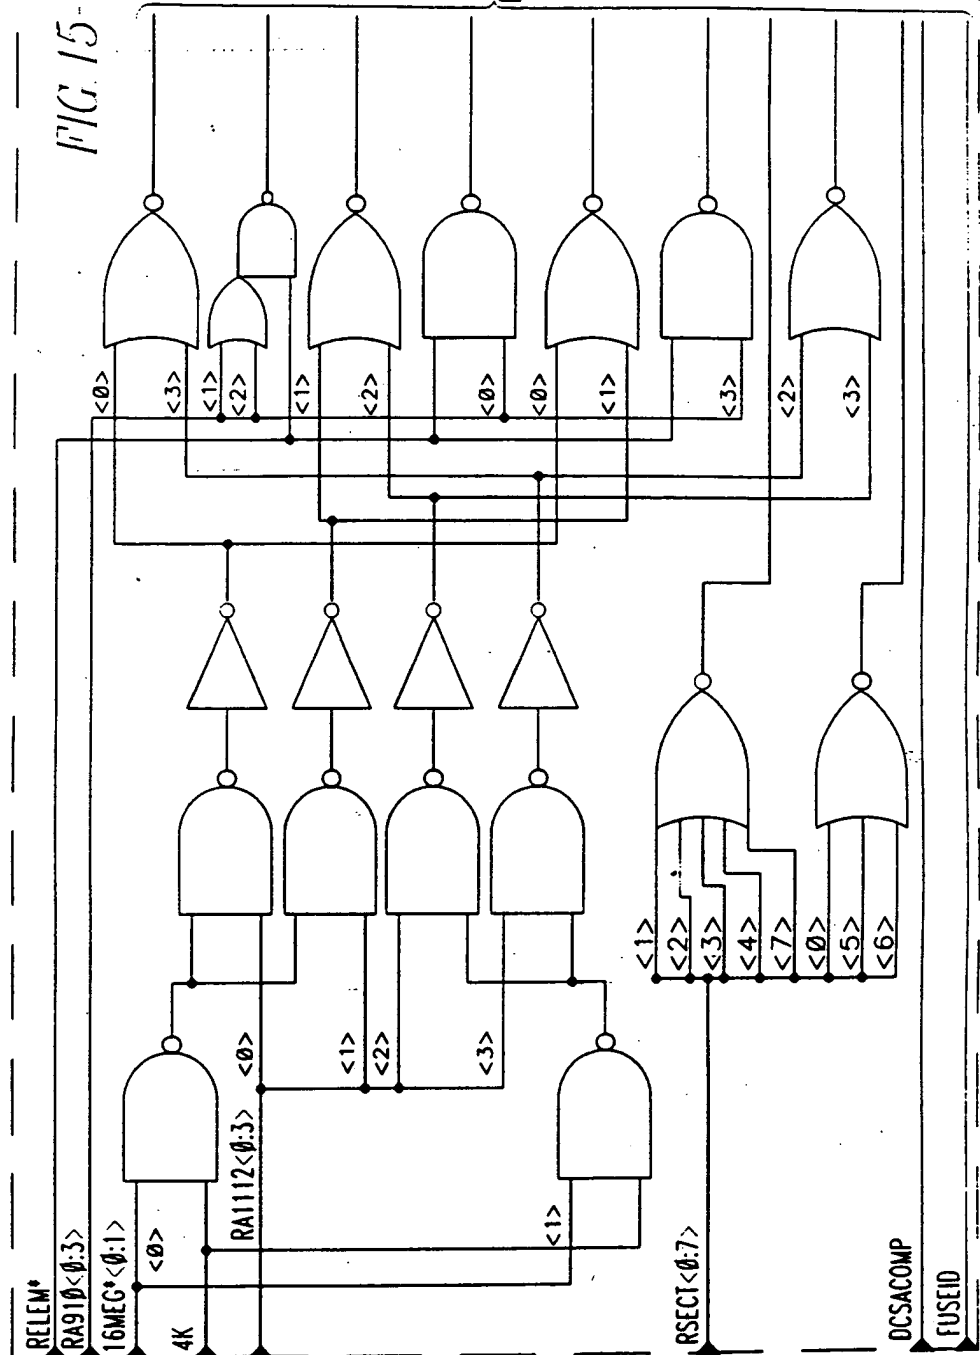 FIG. 15
<0>
<3>
<1>
<2>
<1>
<2>
<0>
<0>
<1>
<3>
<2>
<3>
RELEM*
RA910<0:3>
16MEG*<0:1>
<0>
4K
RA1112<0:3>
<0>
<1>
<2>
<3>
<1>
RSECT<0:7>
<1>
<2>
<3>
<4>
<7>
<0>
<5>
<6>
DCSACOMP
FUSEID